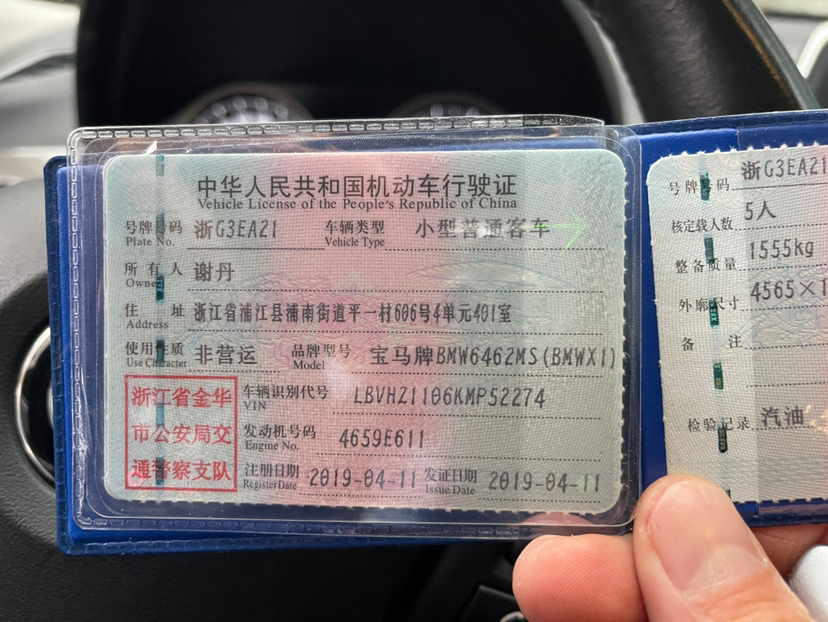 中华人民共和国机动车行驶证
Vehicle License of the People's Republic of China
号牌号码 浙G3EA21 车辆类型 小型普通客车
Plate No. Vehicle Type
所有人 谢丹
Owner
住址 浙江省浦江县浦南街道平一村606号4单元401室
Address
使用性质 非营运 品牌型号 宝马牌BMW6462MS(BMWX1)
Use Character Model
浙江省金华
市公安局交
通警察支队
车辆识别代号 LBVHZ1106KMP52274
VIN
发动机号码 4659E611
Engine No.
注册日期 2019-04-11 发证日期 2019-04-11
Register Date Issue Date
号牌号码 浙G3EA21
核定载人数 5人
整备质量 1555kg
外廓尺寸 4565×1
备注
检验记录 汽油